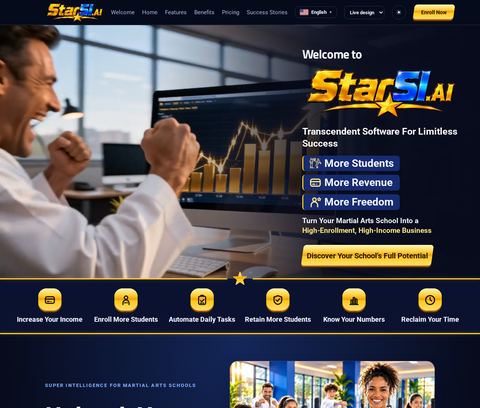 StarSI.AI
Welcome
Home
Features
Benefits
Pricing
Success Stories
English
Live design
Enroll Now
Welcome to
StarSI.AI
Transcendent Software For Limitless
Success
More Students
More Revenue
More Freedom
Turn Your Martial Arts School Into a
High-Enrollment, High-Income Business
Discover Your School's Full Potential
Increase Your Income
Enroll More Students
Automate Daily Tasks
Retain More Students
Know Your Numbers
Reclaim Your Time
SUPER INTELLIGENCE FOR MARTIAL ARTS SCHOOLS